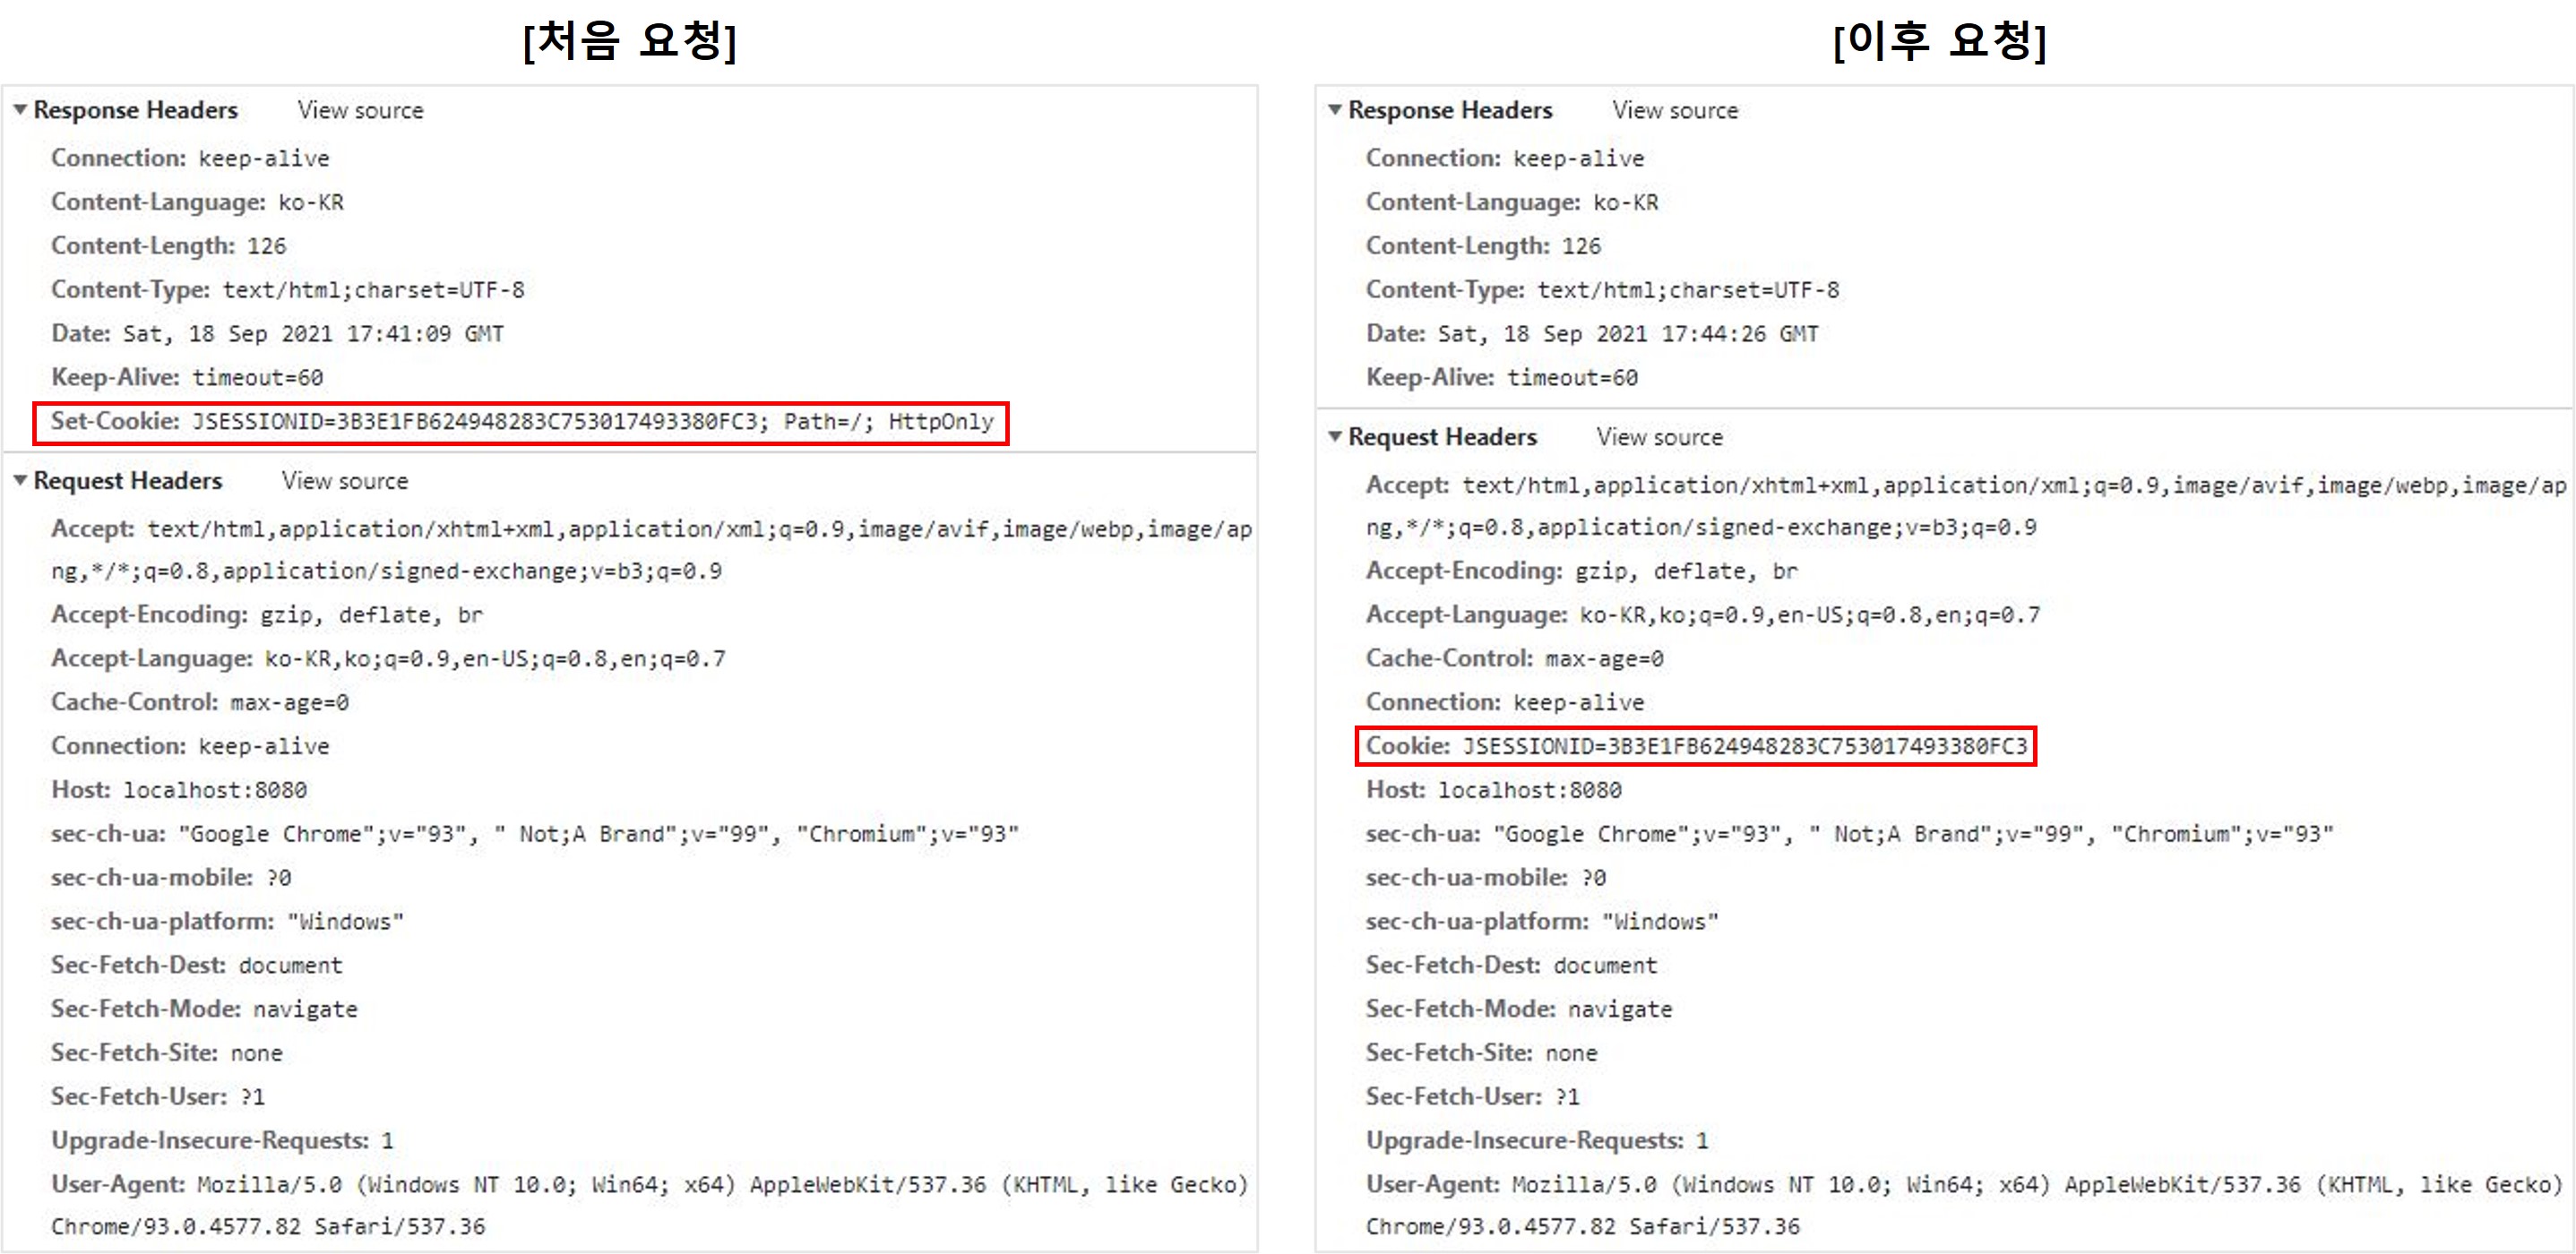 [처음 요청]
Response Headers View source
Connection: keep-alive
Content-Language: ko-KR
Content-Length: 126
Content-Type: text/html;charset=UTF-8
Date: Sat, 18 Sep 2021 17:41:09 GMT
Keep-Alive: timeout=60
Set-Cookie: JSESSIONID=3B3E1FB624948283C753017493380FC3; Path=/; HttpOnly
Request Headers View source
Accept: text/html,application/xhtml+xml,application/xml;q=0.9,image/avif,image/webp,image/ap
ng,*/*;q=0.8,application/signed-exchange;v=b3;q=0.9
Accept-Encoding: gzip, deflate, br
Accept-Language: ko-KR,ko;q=0.9,en-US;q=0.8,en;q=0.7
Cache-Control: max-age=0
Connection: keep-alive
Host: localhost:8080
sec-ch-ua: "Google Chrome";v="93", " Not;A Brand";v="99", "Chromium";v="93"
sec-ch-ua-mobile: ?0
sec-ch-ua-platform: "Windows"
Sec-Fetch-Dest: document
Sec-Fetch-Mode: navigate
Sec-Fetch-Site: none
Sec-Fetch-User: ?1
Upgrade-Insecure-Requests: 1
User-Agent: Mozilla/5.0 (Windows NT 10.0; Win64; x64) AppleWebKit/537.36 (KHTML, like Gecko)
Chrome/93.0.4577.82 Safari/537.36
[이후 요청]
Response Headers View source
Connection: keep-alive
Content-Language: ko-KR
Content-Length: 126
Content-Type: text/html;charset=UTF-8
Date: Sat, 18 Sep 2021 17:44:26 GMT
Keep-Alive: timeout=60
Request Headers View source
Accept: text/html,application/xhtml+xml,application/xml;q=0.9,image/avif,image/webp,image/ap
ng,*/*;q=0.8,application/signed-exchange;v=b3;q=0.9
Accept-Encoding: gzip, deflate, br
Accept-Language: ko-KR,ko;q=0.9,en-US;q=0.8,en;q=0.7
Cache-Control: max-age=0
Connection: keep-alive
Cookie: JSESSIONID=3B3E1FB624948283C753017493380FC3
Host: localhost:8080
sec-ch-ua: "Google Chrome";v="93", " Not;A Brand";v="99", "Chromium";v="93"
sec-ch-ua-mobile: ?0
sec-ch-ua-platform: "Windows"
Sec-Fetch-Dest: document
Sec-Fetch-Mode: navigate
Sec-Fetch-Site: none
Sec-Fetch-User: ?1
Upgrade-Insecure-Requests: 1
User-Agent: Mozilla/5.0 (Windows NT 10.0; Win64; x64) AppleWebKit/537.36 (KHTML, like Gecko)
Chrome/93.0.4577.82 Safari/537.36